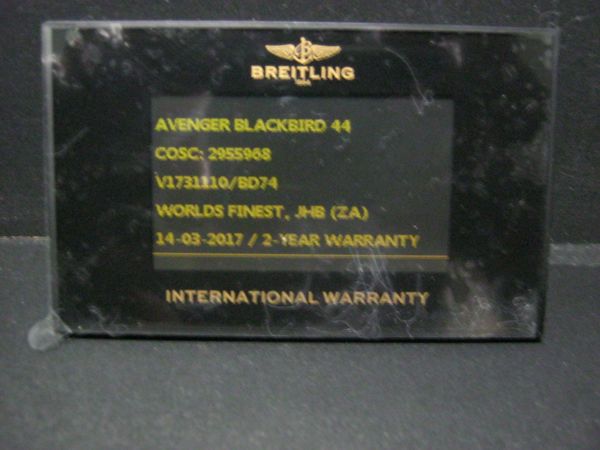 BREITLING
1884
AVENGER BLACKBIRD 44
COSC: 2955968
V1731110/BD74
WORLDS FINEST, JHB (ZA)
14-03-2017 / 2-YEAR WARRANTY
INTERNATIONAL WARRANTY